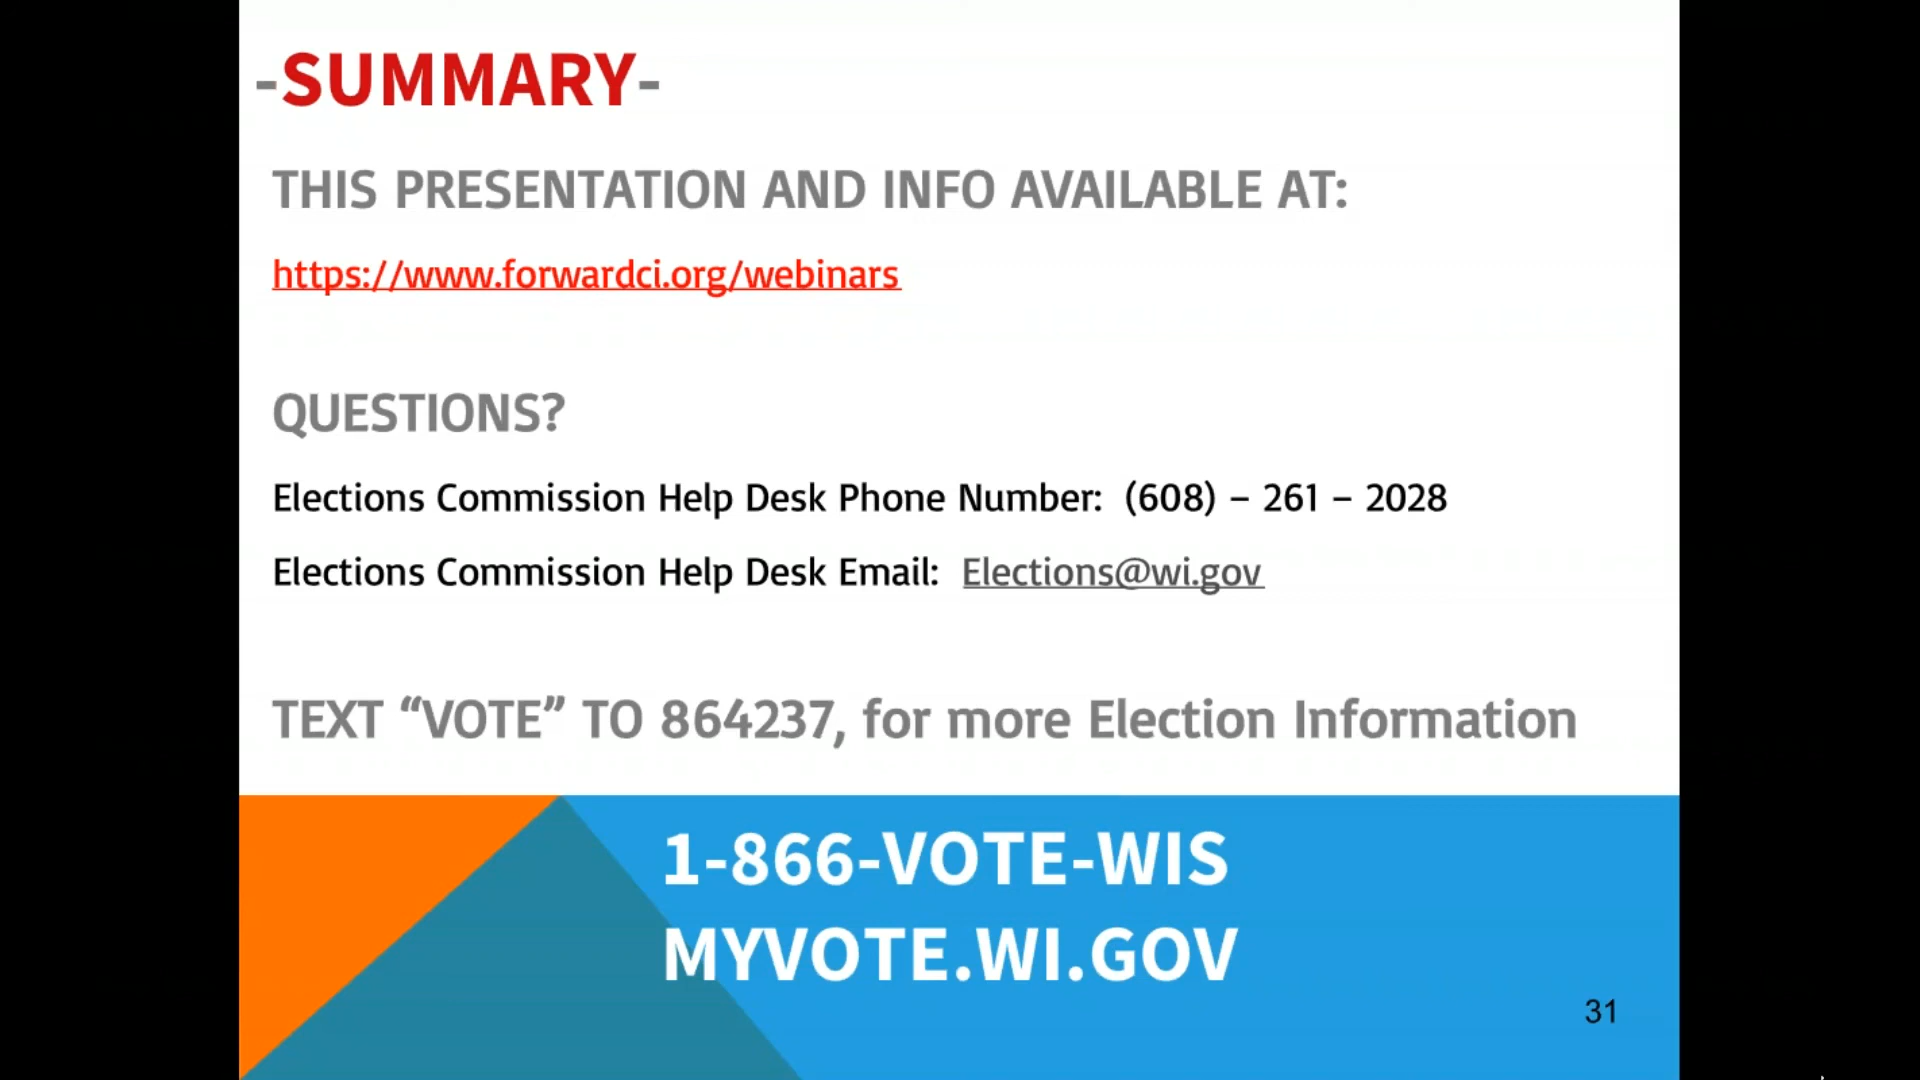 -SUMMARY-
THIS PRESENTATION AND INFO AVAILABLE AT:
https://www.forwardci.org/webinars
QUESTIONS?
Elections Commission Help Desk Phone Number: (608) – 261 – 2028
Elections Commission Help Desk Email: Elections@wi.gov
TEXT “VOTE” TO 864237, for more Election Information
1-866-VOTE-WIS
MYVOTE.WI.GOV
31